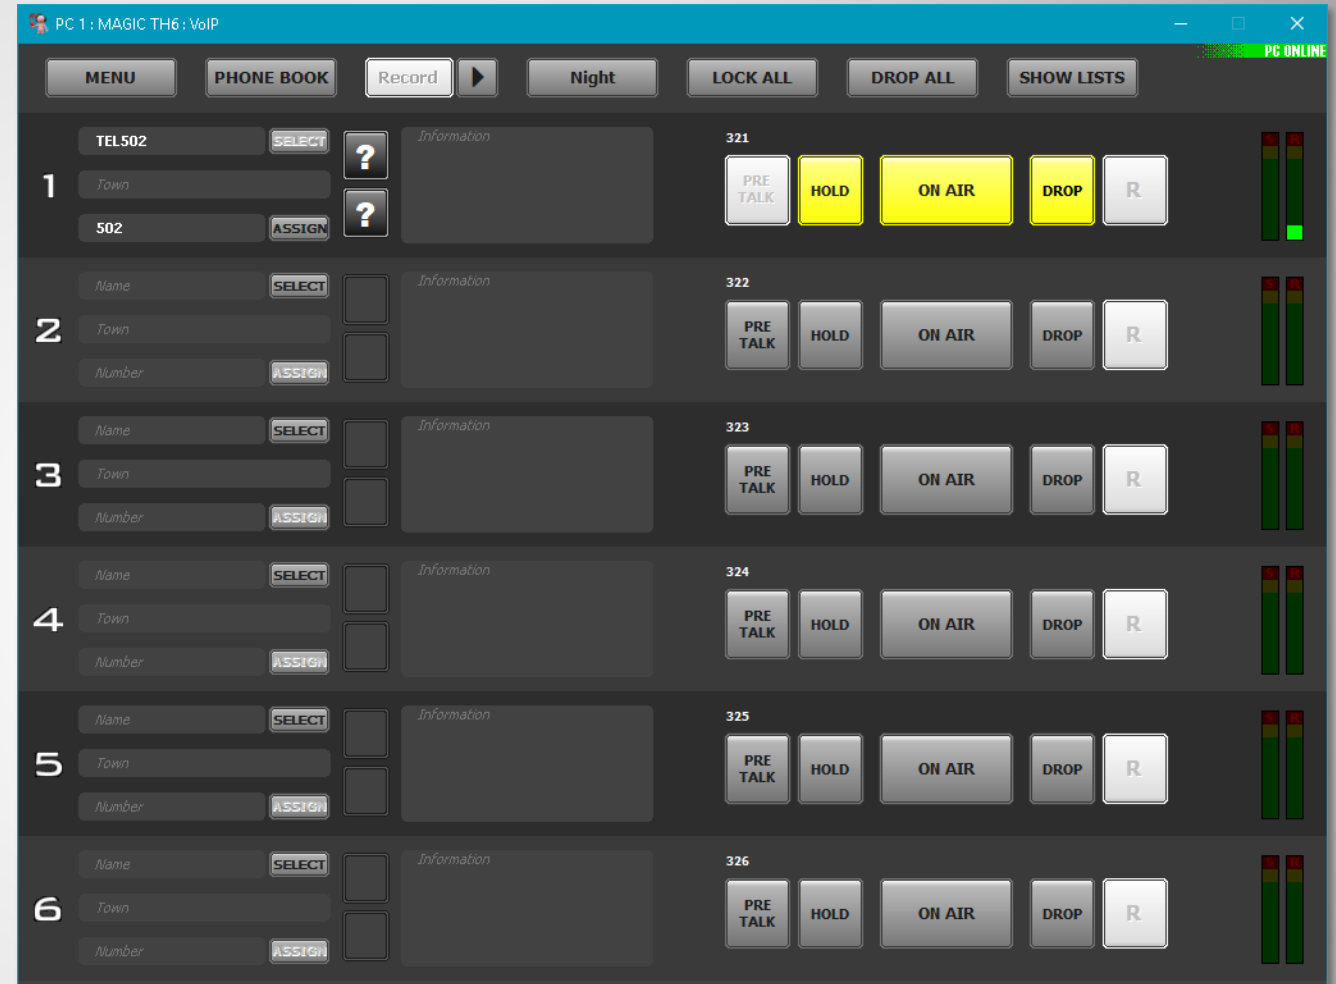 PC 1 : MAGIC TH6 : VoIP
PC ONLINE
MENU PHONE BOOK Record Night LOCK ALL DROP ALL SHOW LISTS
1
TEL502 SELECT ? Information 321 S R
Town
PRE TALK HOLD ON AIR DROP R
502 ASSIGN ?
2
Name SELECT Information 322 S R
Town
PRE TALK HOLD ON AIR DROP R
Number ASSIGN
3
Name SELECT Information 323 S R
Town
PRE TALK HOLD ON AIR DROP R
Number ASSIGN
4
Name SELECT Information 324 S R
Town
PRE TALK HOLD ON AIR DROP R
Number ASSIGN
5
Name SELECT Information 325 S R
Town
PRE TALK HOLD ON AIR DROP R
Number ASSIGN
6
Name SELECT Information 326 S R
Town
PRE TALK HOLD ON AIR DROP R
Number ASSIGN